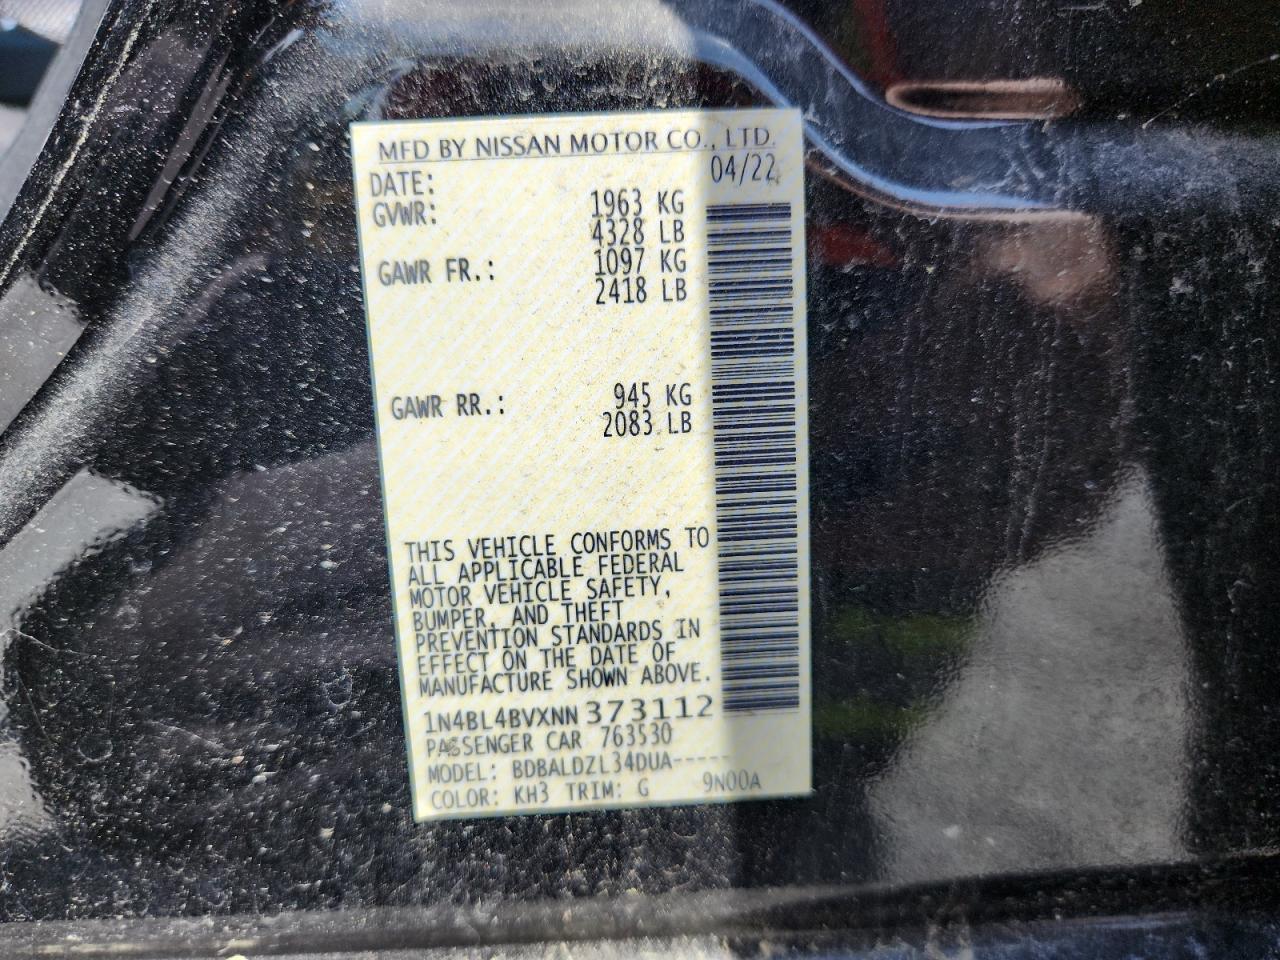 MFD BY NISSAN MOTOR CO., LTD.
DATE: 04/22
GVWR: 1963 KG
4328 LB
GAWR FR.: 1097 KG
2418 LB
GAWR RR.: 945 KG
2083 LB
THIS VEHICLE CONFORMS TO
ALL APPLICABLE FEDERAL
MOTOR VEHICLE SAFETY,
BUMPER, AND THEFT
PREVENTION STANDARDS IN
EFFECT ON THE DATE OF
MANUFACTURE SHOWN ABOVE.
1N4BL4BVXNN373112
PASSENGER CAR 763530
MODEL: BDBALDZL34DUA-----
COLOR: KH3 TRIM: G 9N00A